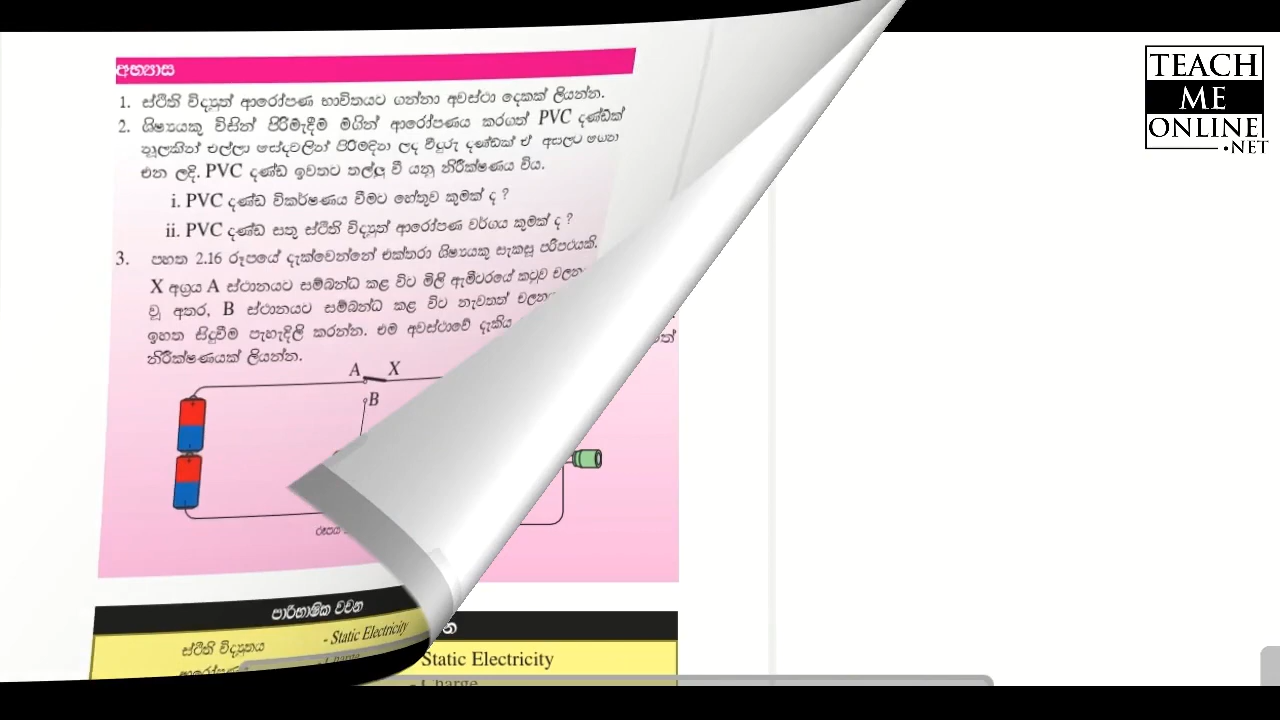 අභ්‍යාස
TEACH
ME
ONLINE
.NET
1. ස්ථිති විද්‍යුත් ආරෝපණ භාවිතයට ගන්නා අවස්ථා දෙකක් ලියන්න.
2. ශිෂ්‍යයකු විසින් පිරිමැදීම මගින් ආරෝපණය කරගත් PVC දණ්ඩක්
නූලකින් එල්ලා සේදවලින් පිරිමදින ලද වීදුරු දණ්ඩක් ඒ අසලට ගෙන
එන ලදි. PVC දණ්ඩ ඉවතට තල්ලු වී යනු නිරීක්ෂණය විය.
i. PVC දණ්ඩ විකර්ෂණය වීමට හේතුව කුමක් ද ?
ii. PVC දණ්ඩ සතු ස්ථිති විද්‍යුත් ආරෝපණ වර්ගය කුමක් ද ?
3. පහත 2.16 රූපයේ දැක්වෙන්නේ එක්තරා ශිෂ්‍යයකු සැකසූ පරිපථයකි.
X අග්‍රය A ස්ථානයට සම්බන්ධ කළ විට මිලි ඇමීටරයේ කටුව
වූ අතර, B ස්ථානයට සම්බන්ධ කළ විට නැවතත්
ඉහත සිදුවීම පැහැදිලි කරන්න. එම අවස්ථාවේ දැකිය
නිරීක්ෂණයක් ලියන්න.
A X
B
රූපය
පාරිභාෂික වචන
ස්ථිති විද්‍යුතය - Static Electricity
Static Electricity
- Charge